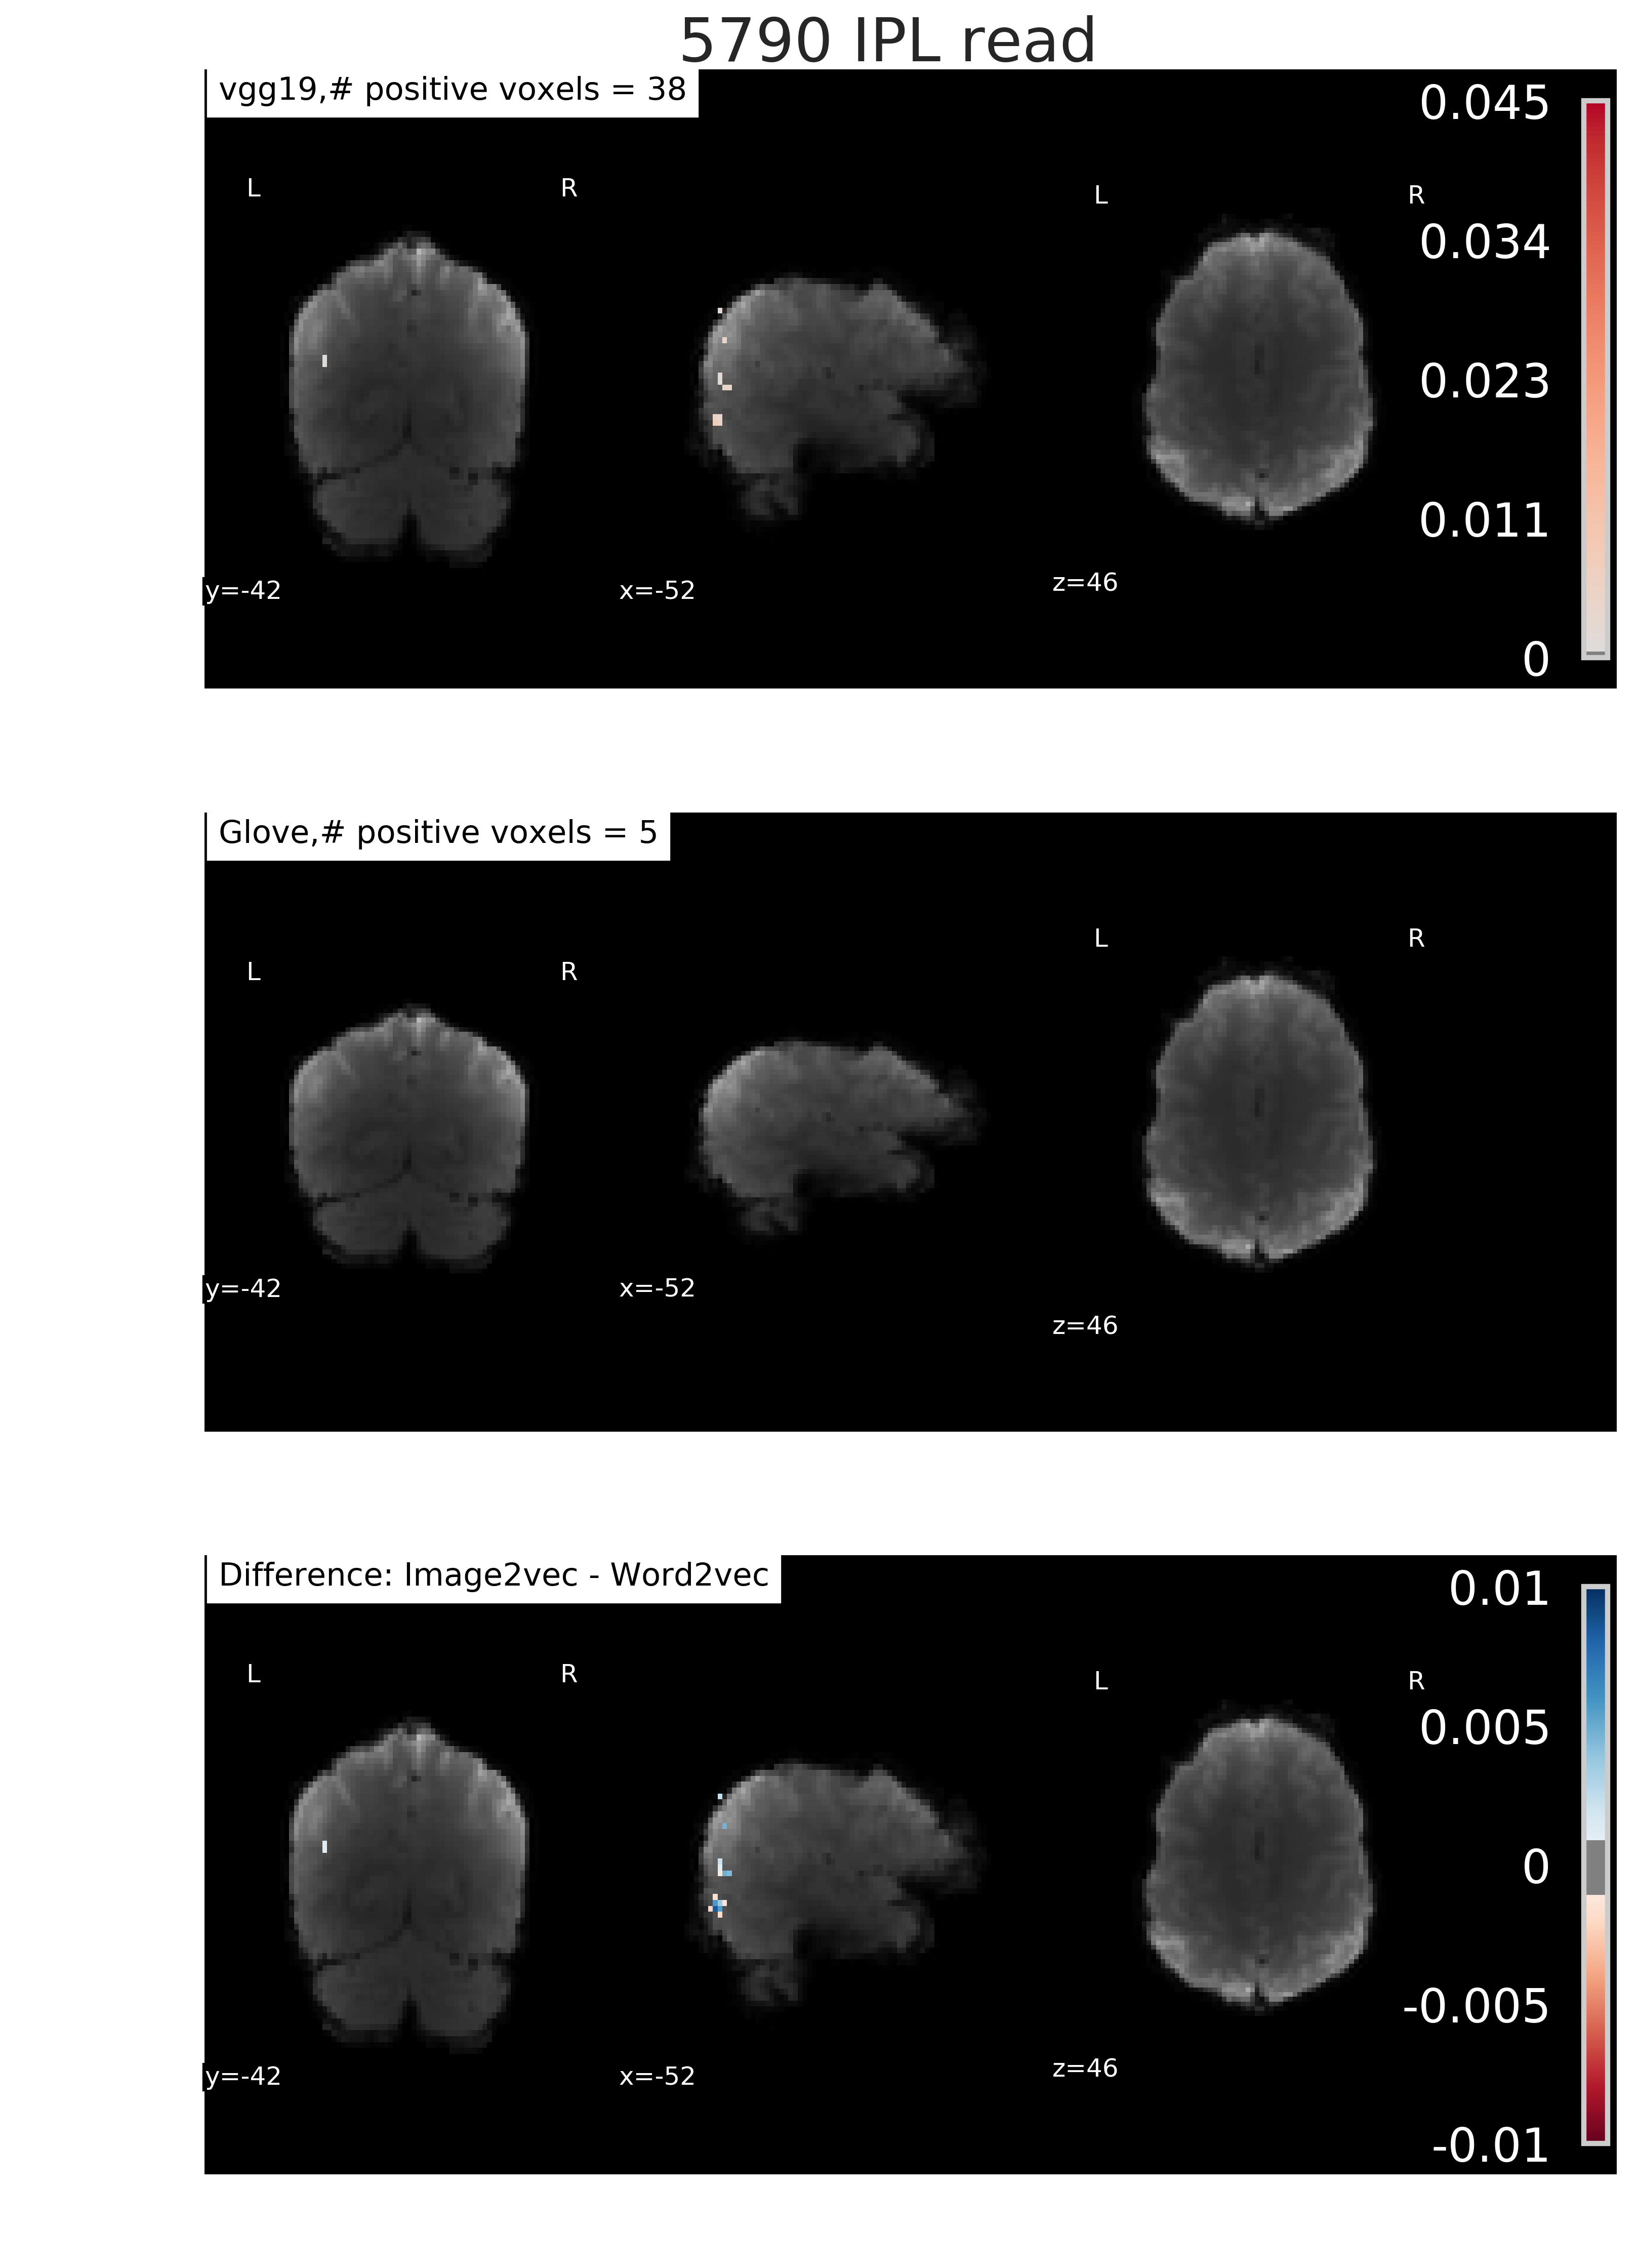 5790 IPL read
vgg19,# positive voxels = 38
0.045
L R L R
0.034
0.023
0.011
y=-42 x=-52 z=46
0
Glove,# positive voxels = 5
L R L R
y=-42 x=-52 z=46
Difference: Image2vec - Word2vec
0.01
L R L R
0.005
0
-0.005
y=-42 x=-52 z=46
-0.01